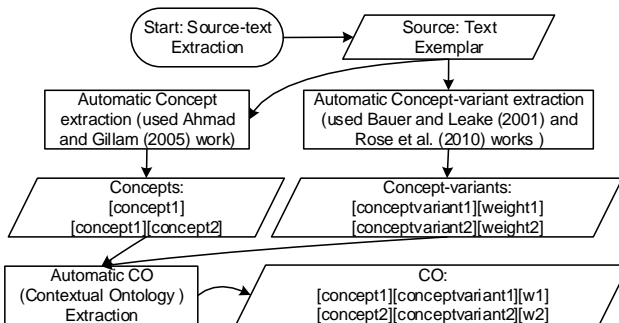 Start: Source-text
Extraction
Source: Text
Exemplar
Automatic Concept
extraction (used Ahmad
and Gillam (2005) work)
Automatic Concept-variant extraction
(used Bauer and Leake (2001) and
Rose et al. (2010) works )
Concepts:
[concept1]
[concept1][concept2]
Concept-variants:
[conceptvariant1][weight1]
[conceptvariant2][weight2]
Automatic CO
(Contextual Ontology )
Extraction
CO:
[concept1][conceptvariant1][w1]
[concept2][conceptvariant2][w2]